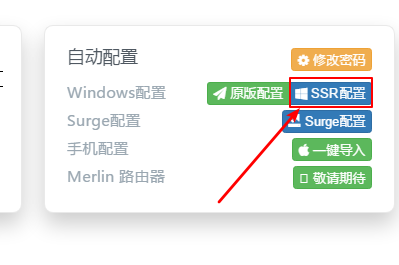 自动配置 修改密码
Windows配置 原版配置 SSR配置
Surge配置 Surge配置
手机配置 一键导入
Merlin 路由器 敬请期待